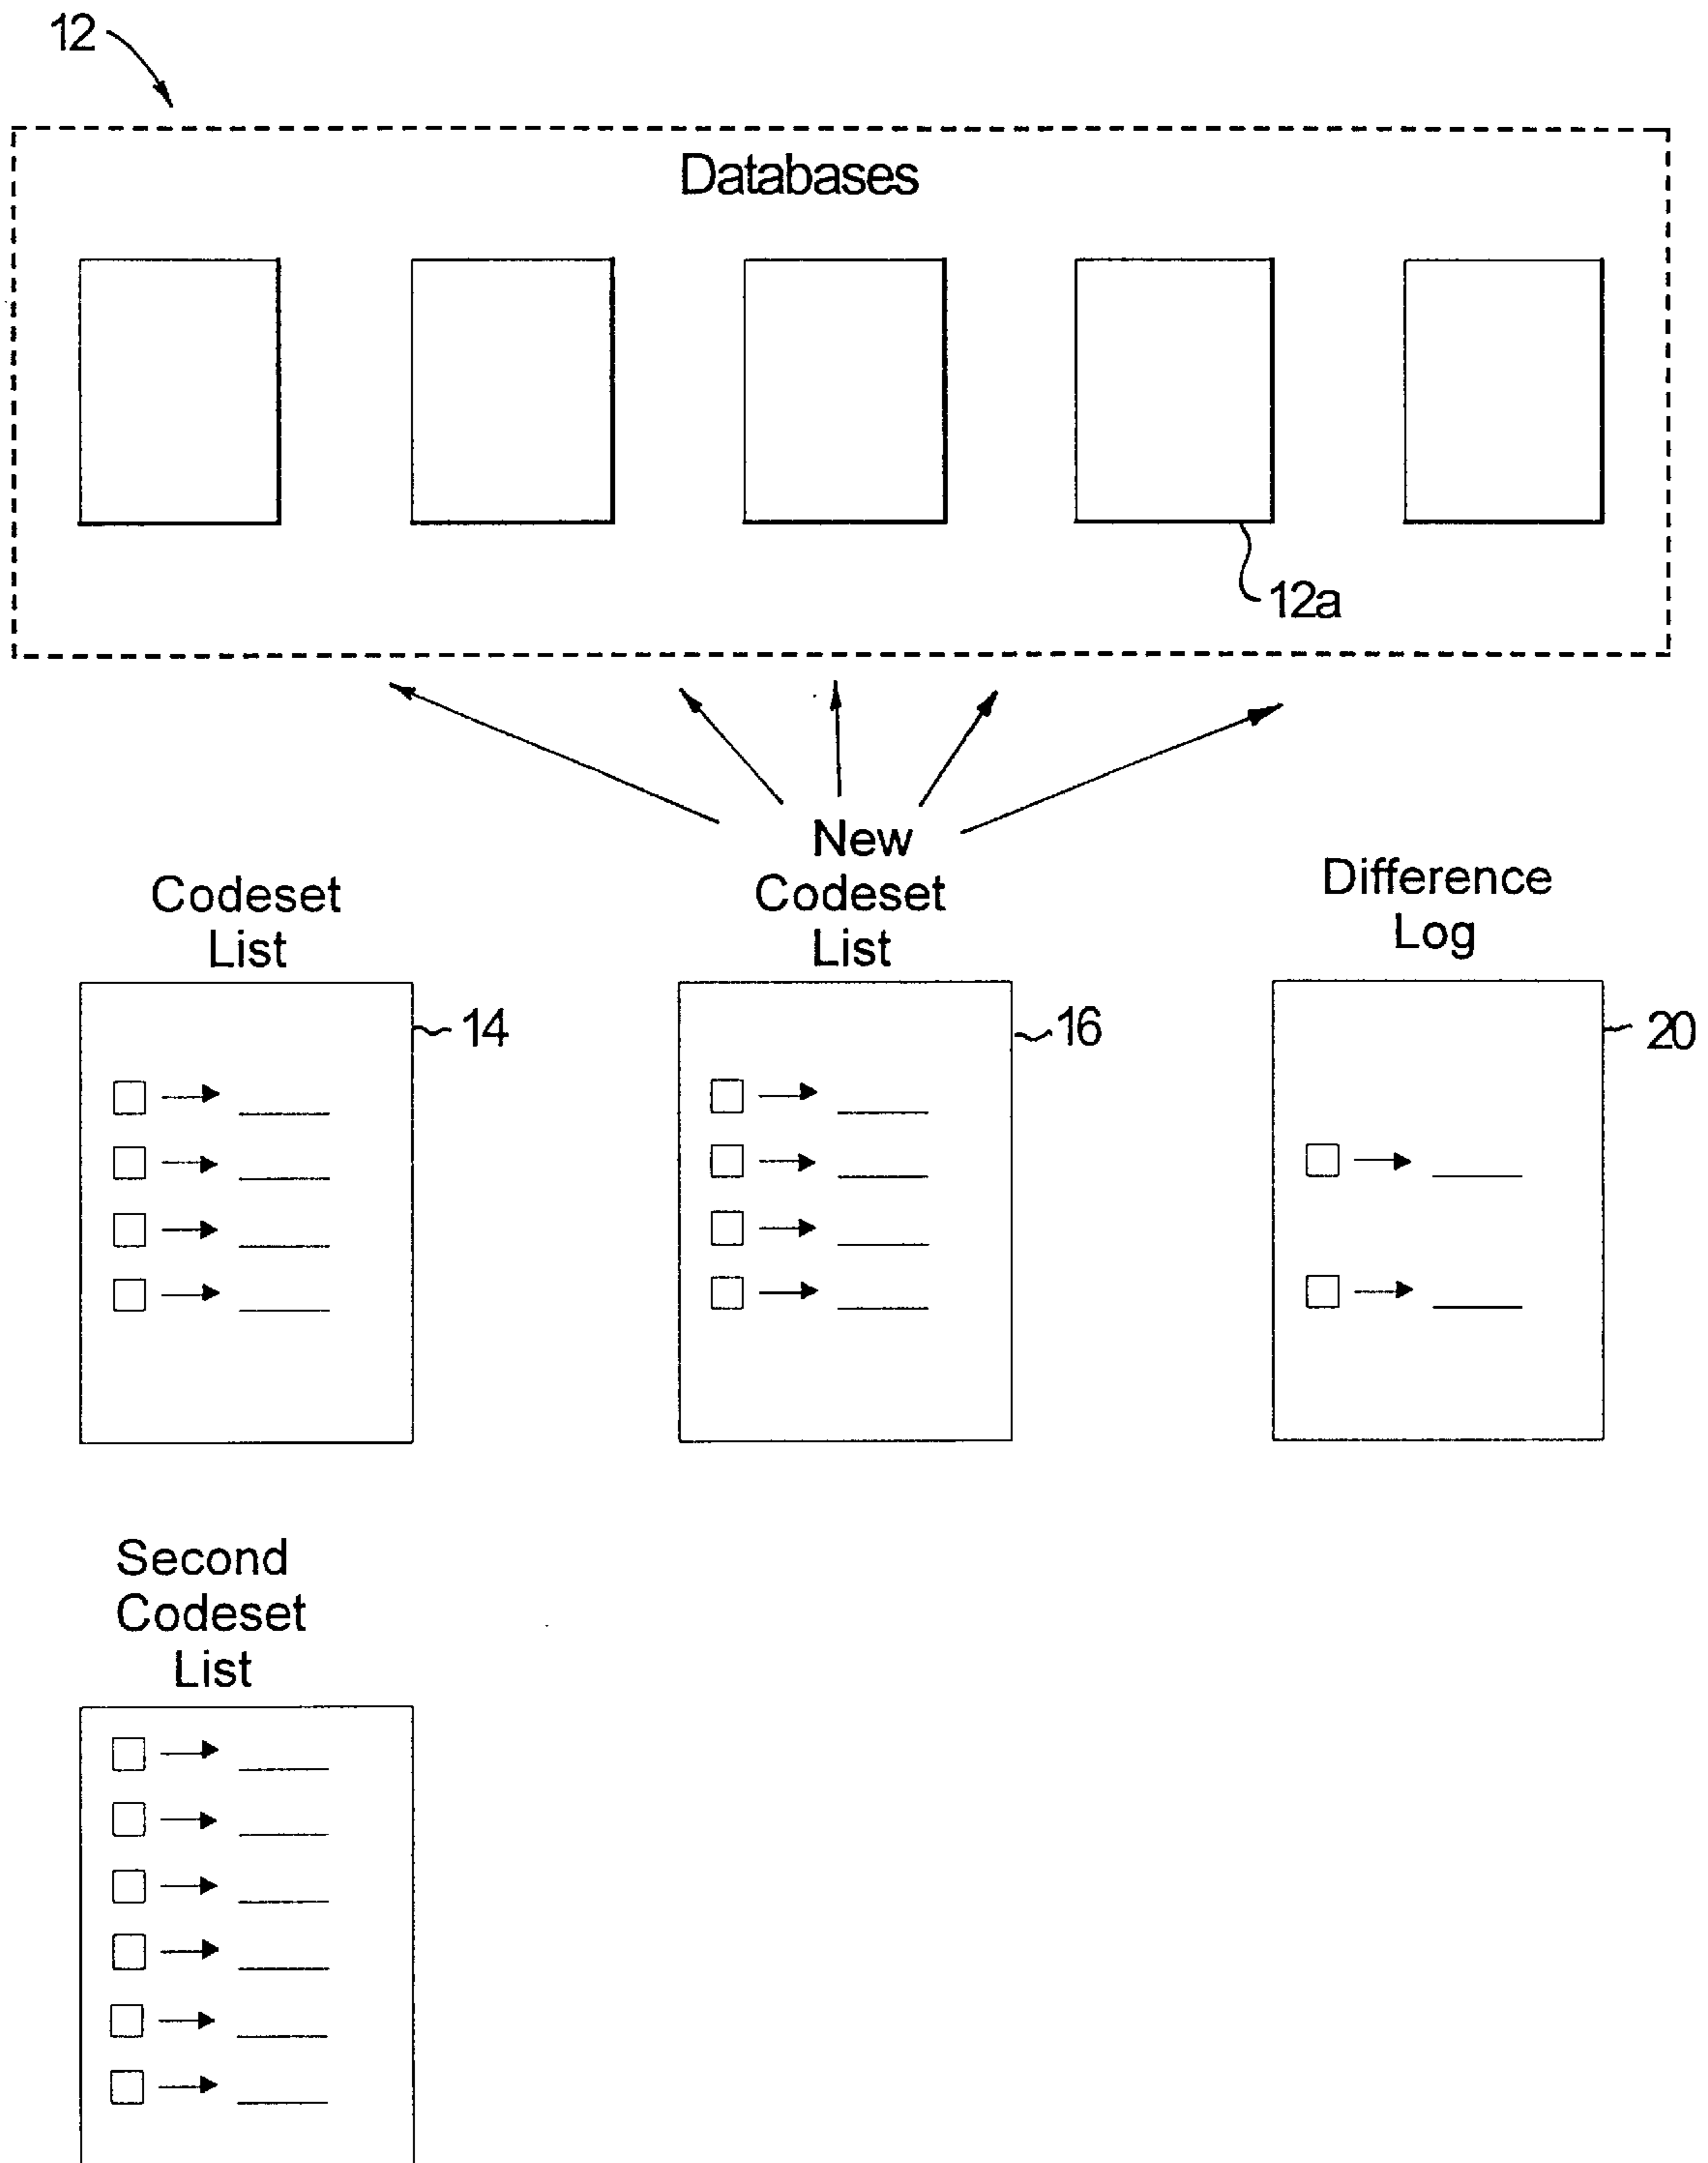 12
Databases
12a
New
Codeset
List
Codeset
List
Difference
Log
14
16
20
Second
Codeset
List